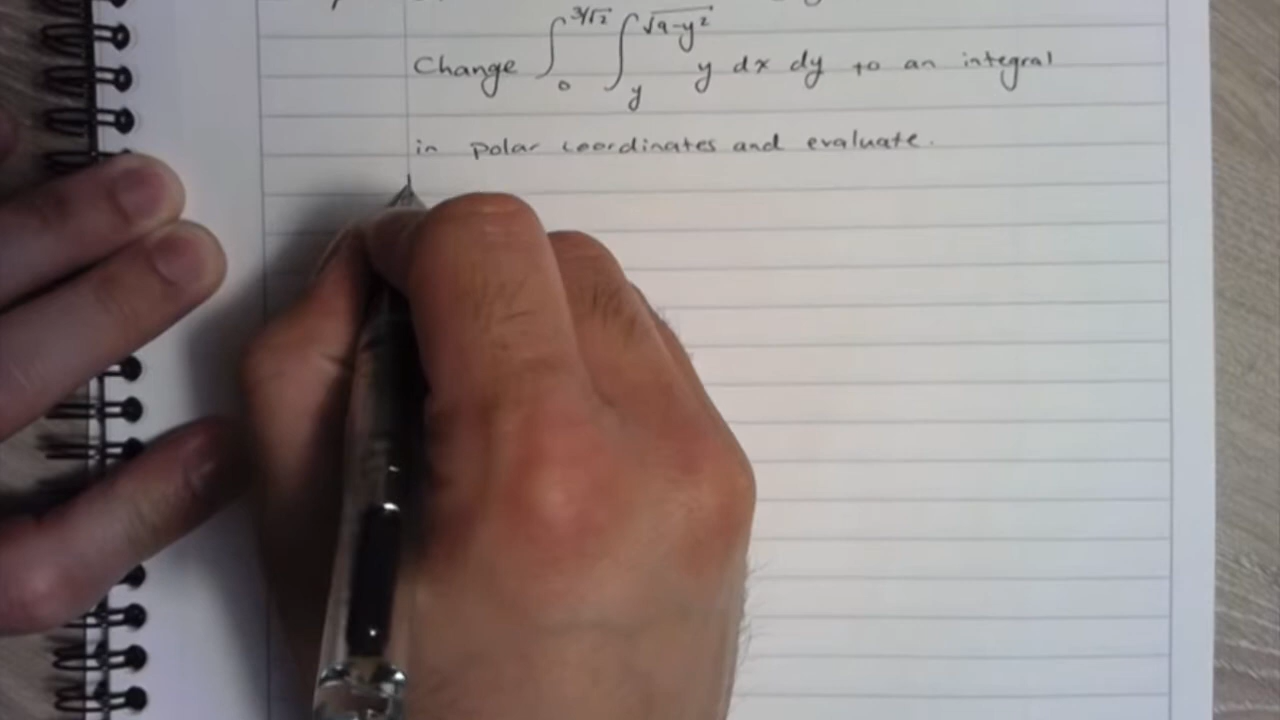 Change ∫₀^{3/√2} ∫_y^{√(9-y²)} y dx dy to an integral
in polar coordinates and evaluate.